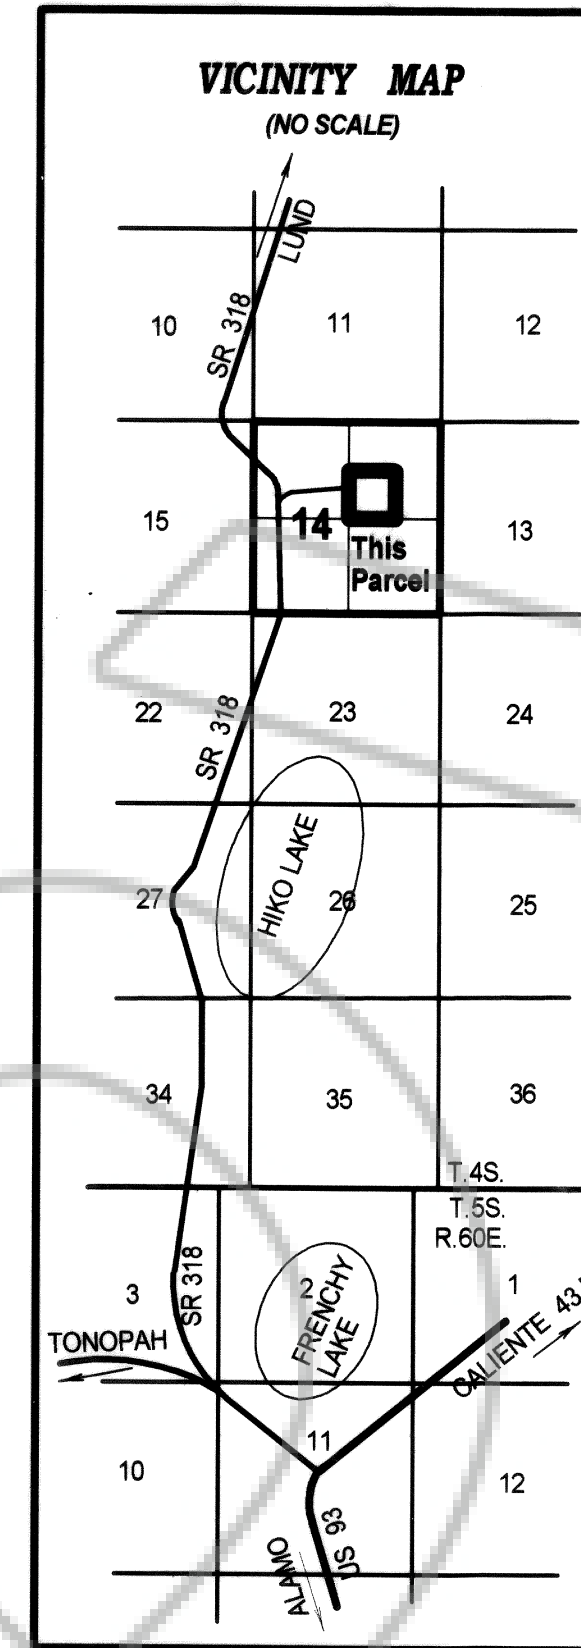 VICINITY MAP
(NO SCALE)
LUND
SR 318
10
11
12
15
14
13
This
Parcel
22
SR 318
23
24
HIKO LAKE
27
26
25
34
35
36
T.4S.
T.5S.
R.60E.
3
SR 318
2
1
FRENCHY
LAKE
TONOPAH
CALIENTE 43
10
11
12
US 93
ALAMO